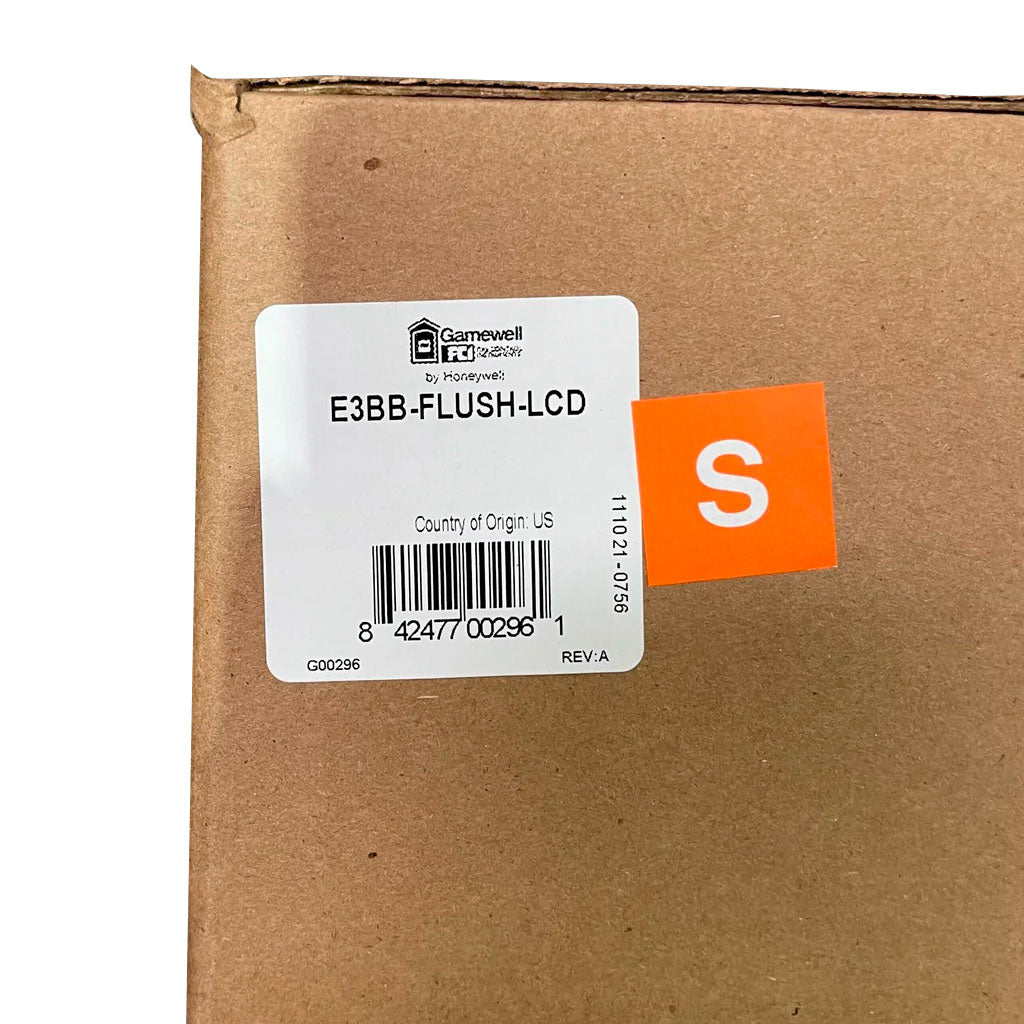 Gamewell
FCI
by Honeywell
E3BB-FLUSH-LCD
Country of Origin: US
111021-0756
8 42477 00296 1
G00296
REV:A
S